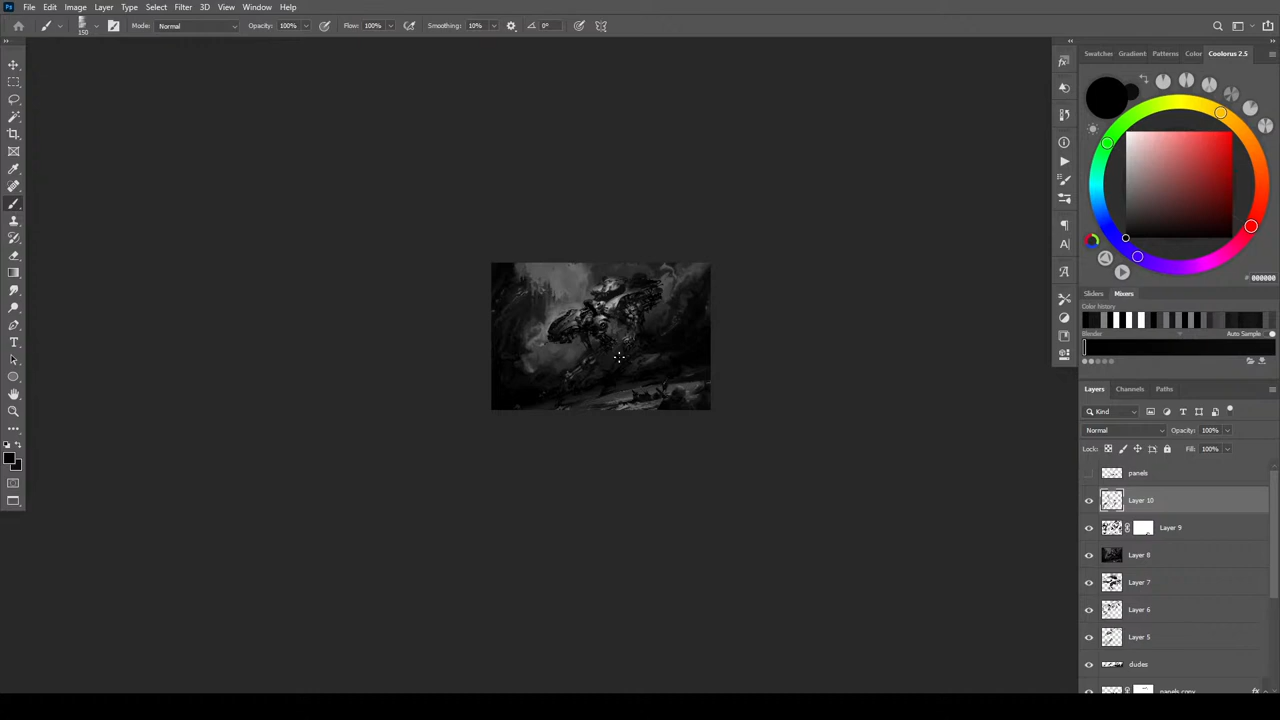 Ps File Edit Image Layer Type Select Filter 3D View Window Help
150 Mode: Normal Opacity: 100% Flow: 100% Smoothing: 10% 0°
Swatches Gradient Patterns Color Coolorus 2.5
# 000000
Sliders Mixers
Color history
Blender Auto Sample
Layers Channels Paths
Kind
Normal Opacity: 100%
Lock: Fill: 100%
panels
Layer 10
Layer 9
Layer 8
Layer 7
Layer 6
Layer 5
dudes
panels copy fx